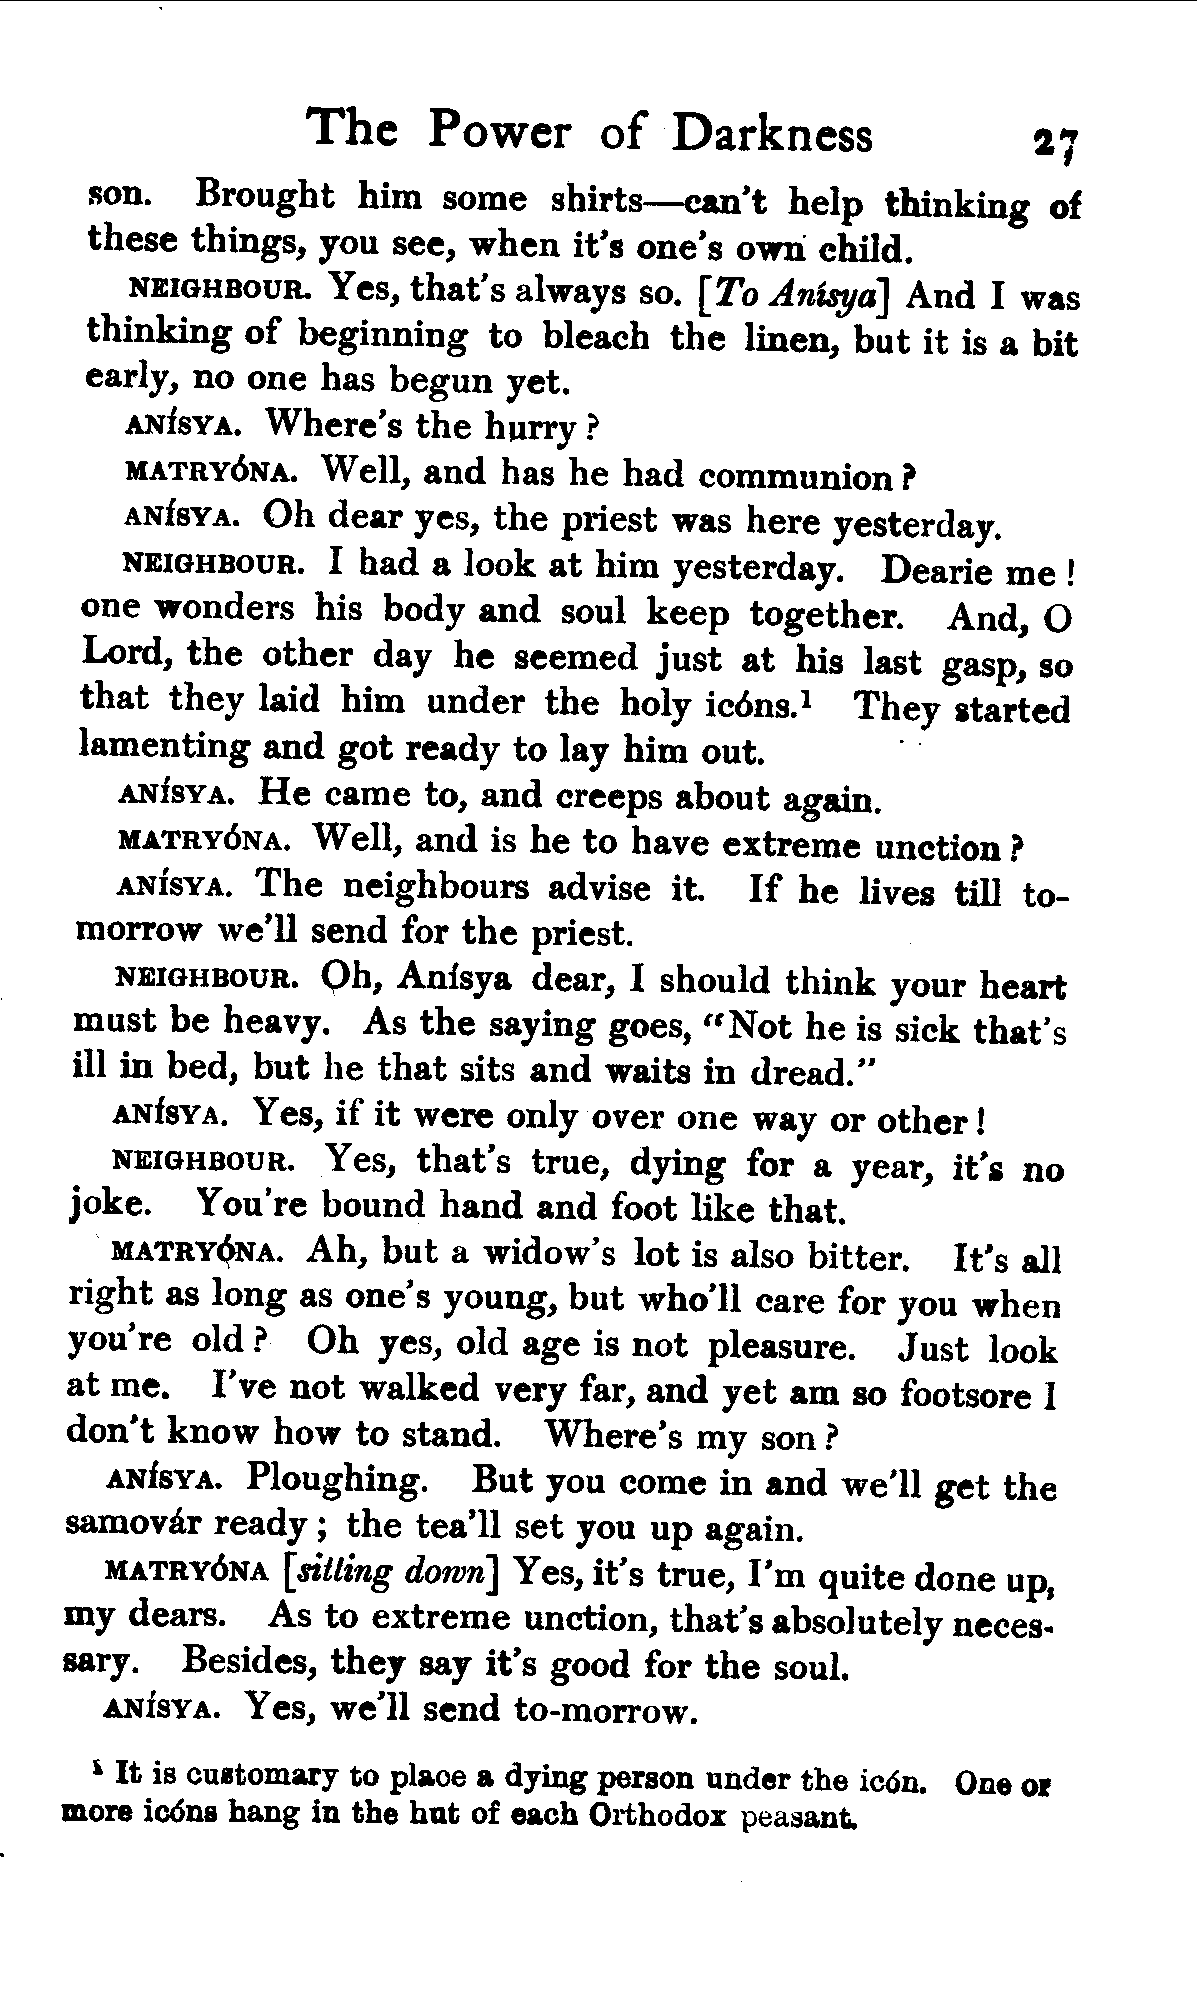 The Power of Darkness 27
son. Brought him some shirts—can't help thinking of
these things, you see, when it's one's own child.
NEIGHBOUR. Yes, that's always so. [To Anísya] And I was
thinking of beginning to bleach the linen, but it is a bit
early, no one has begun yet.
ANÍSYA. Where's the hurry?
MATRYÓNA. Well, and has he had communion?
ANÍSYA. Oh dear yes, the priest was here yesterday.
NEIGHBOUR. I had a look at him yesterday. Dearie me!
one wonders his body and soul keep together. And, O
Lord, the other day he seemed just at his last gasp, so
that they laid him under the holy icóns.¹ They started
lamenting and got ready to lay him out.
ANÍSYA. He came to, and creeps about again.
MATRYÓNA. Well, and is he to have extreme unction?
ANÍSYA. The neighbours advise it. If he lives till to-
morrow we'll send for the priest.
NEIGHBOUR. Oh, Anísya dear, I should think your heart
must be heavy. As the saying goes, "Not he is sick that's
ill in bed, but he that sits and waits in dread."
ANÍSYA. Yes, if it were only over one way or other!
NEIGHBOUR. Yes, that's true, dying for a year, it's no
joke. You're bound hand and foot like that.
MATRYÓNA. Ah, but a widow's lot is also bitter. It's all
right as long as one's young, but who'll care for you when
you're old? Oh yes, old age is not pleasure. Just look
at me. I've not walked very far, and yet am so footsore I
don't know how to stand. Where's my son?
ANÍSYA. Ploughing. But you come in and we'll get the
samovár ready; the tea'll set you up again.
MATRYÓNA [sitting down] Yes, it's true, I'm quite done up,
my dears. As to extreme unction, that's absolutely neces-
sary. Besides, they say it's good for the soul.
ANÍSYA. Yes, we'll send to-morrow.
¹ It is customary to place a dying person under the icón. One or
more icóns hang in the hut of each Orthodox peasant.